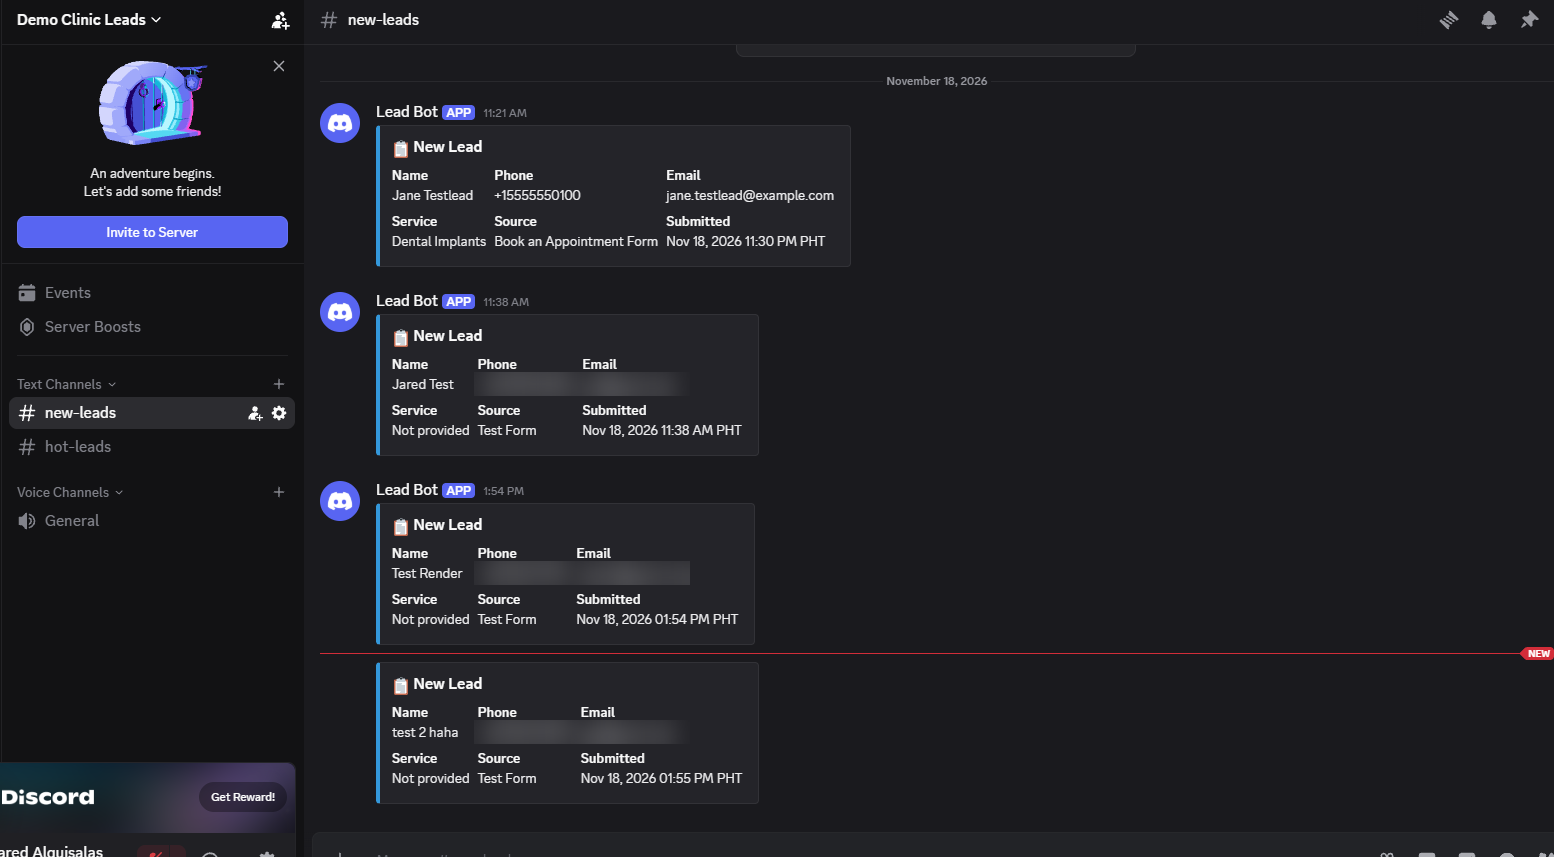 Demo Clinic Leads
An adventure begins.
Let's add some friends!
Invite to Server
Events
Server Boosts
Text Channels
new-leads
hot-leads
Voice Channels
General
Discord
Get Reward!
ared Alquisalas
new-leads
November 18, 2026
Lead Bot APP 11:21 AM
📋 New Lead
Name Phone Email
Jane Testlead +15555550100 jane.testlead@example.com
Service Source Submitted
Dental Implants Book an Appointment Form Nov 18, 2026 11:30 PM PHT
Lead Bot APP 11:38 AM
📋 New Lead
Name Phone Email
Jared Test
Service Source Submitted
Not provided Test Form Nov 18, 2026 11:38 AM PHT
Lead Bot APP 1:54 PM
📋 New Lead
Name Phone Email
Test Render
Service Source Submitted
Not provided Test Form Nov 18, 2026 01:54 PM PHT
NEW
📋 New Lead
Name Phone Email
test 2 haha
Service Source Submitted
Not provided Test Form Nov 18, 2026 01:55 PM PHT